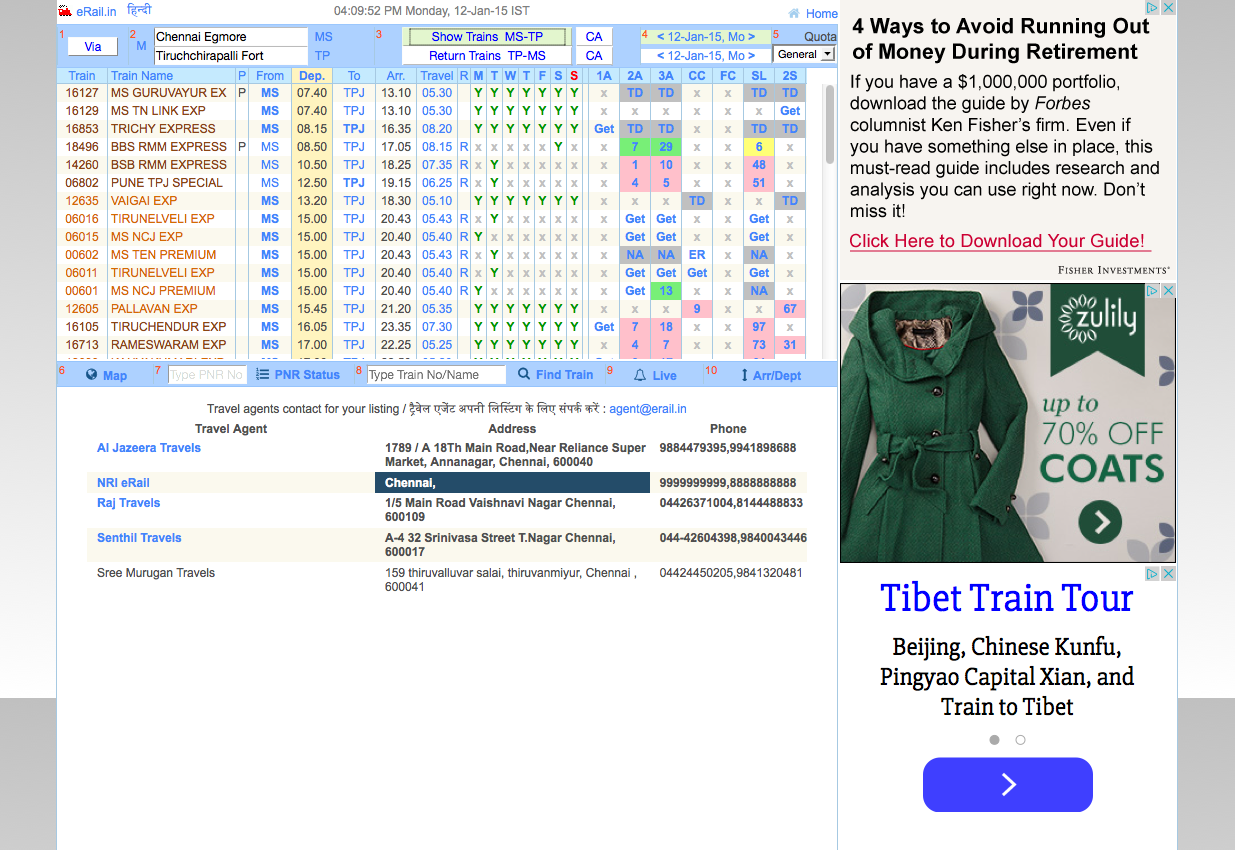 eRail.in हिन्दी 04:09:52 PM Monday, 12-Jan-15 IST Home
1 Via 2 M Chennai Egmore MS 3 Show Trains MS-TP CA 4 < 12-Jan-15, Mo > 5 Quota
Tiruchchirapalli Fort TP Return Trains TP-MS CA < 12-Jan-15, Mo > General
Train Train Name P From Dep. To Arr. Travel R M T W T F S S 1A 2A 3A CC FC SL 2S
16127 MS GURUVAYUR EX P MS 07.40 TPJ 13.10 05.30 Y Y Y Y Y Y Y x TD TD x x TD TD
16129 MS TN LINK EXP MS 07.40 TPJ 13.10 05.30 Y Y Y Y Y Y Y x x x x x x Get
16853 TRICHY EXPRESS MS 08.15 TPJ 16.35 08.20 Y Y Y Y Y Y Y Get TD TD x x TD TD
18496 BBS RMM EXPRESS P MS 08.50 TPJ 17.05 08.15 R x x x x x Y x x 7 29 x x 6 x
14260 BSB RMM EXPRESS MS 10.50 TPJ 18.25 07.35 R x Y x x x x x x 1 10 x x 48 x
06802 PUNE TPJ SPECIAL MS 12.50 TPJ 19.15 06.25 R x Y x x x x x x 4 5 x x 51 x
12635 VAIGAI EXP MS 13.20 TPJ 18.30 05.10 Y Y Y Y Y Y Y x x x TD x x TD
06016 TIRUNELVELI EXP MS 15.00 TPJ 20.43 05.43 R x Y x x x x x x Get Get x x Get x
06015 MS NCJ EXP MS 15.00 TPJ 20.40 05.40 R Y x x x x x x x Get Get x x Get x
00602 MS TEN PREMIUM MS 15.00 TPJ 20.43 05.43 R x Y x x x x x x NA NA ER x NA x
06011 TIRUNELVELI EXP MS 15.00 TPJ 20.40 05.40 R x Y x x x x x x Get Get Get x Get x
00601 MS NCJ PREMIUM MS 15.00 TPJ 20.40 05.40 R Y x x x x x x x Get 13 x x NA x
12605 PALLAVAN EXP MS 15.45 TPJ 21.20 05.35 Y Y Y Y Y Y Y x x x 9 x x 67
16105 TIRUCHENDUR EXP MS 16.05 TPJ 23.35 07.30 Y Y Y Y Y Y Y Get 7 18 x x 97 x
16713 RAMESWARAM EXP MS 17.00 TPJ 22.25 05.25 Y Y Y Y Y Y Y x 4 7 x x 73 31
6 Map 7 Type PNR No PNR Status 8 Type Train No/Name Find Train 9 Live 10 Arr/Dept
Travel agents contact for your listing / ट्रैवेल एजेंट अपनी लिस्टिंग के लिए संपर्क करें : agent@erail.in
Travel Agent Address Phone
Al Jazeera Travels 1789 / A 18Th Main Road,Near Reliance Super 9884479395,9941898688
Market, Annanagar, Chennai, 600040
NRI eRail Chennai, 9999999999,8888888888
Raj Travels 1/5 Main Road Vaishnavi Nagar Chennai, 04426371004,8144488833
600109
Senthil Travels A-4 32 Srinivasa Street T.Nagar Chennai, 044-42604398,9840043446
600017
Sree Murugan Travels 159 thiruvalluvar salai, thiruvanmiyur, Chennai , 04424450205,9841320481
600041
4 Ways to Avoid Running Out
of Money During Retirement
If you have a $1,000,000 portfolio,
download the guide by Forbes
columnist Ken Fisher’s firm. Even if
you have something else in place, this
must-read guide includes research and
analysis you can use right now. Don’t
miss it!
Click Here to Download Your Guide!
FISHER INVESTMENTS®
zulily
up to
70% OFF
COATS
Tibet Train Tour
Beijing, Chinese Kunfu,
Pingyao Capital Xian, and
Train to Tibet